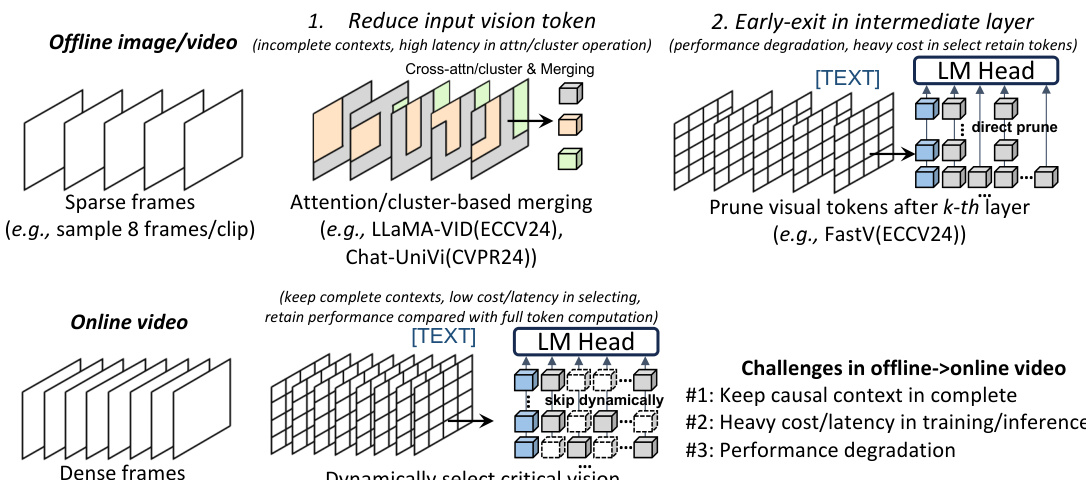 Offline image/video
Sparse frames
(e.g., sample 8 frames/clip)
1. Reduce input vision token
(incomplete contexts, high latency in attn/cluster operation)
Cross-attn/cluster & Merging
Attention/cluster-based merging
(e.g., LLaMA-VID(ECCV24),
Chat-UniVi(CVPR24))
2. Early-exit in intermediate layer
(performance degradation, heavy cost in select retain tokens)
[TEXT]
LM Head
direct prune
...
...
Prune visual tokens after k-th layer
(e.g., FastV(ECCV24))
Online video
Dense frames
(keep complete contexts, low cost/latency in selecting,
retain performance compared with full token computation)
[TEXT]
LM Head
...
skip dynamically
...
...
...
Dynamically select critical vision
Challenges in offline->online video
#1: Keep causal context in complete
#2: Heavy cost/latency in training/inference
#3: Performance degradation